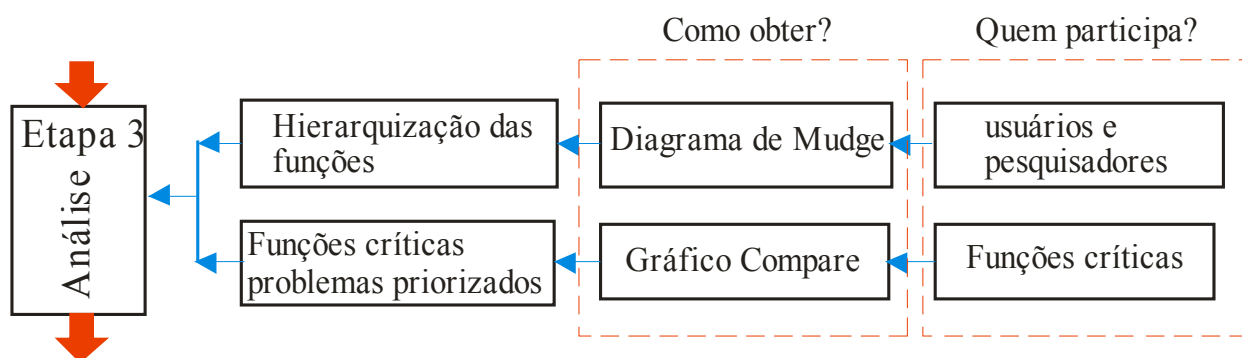 Como obter?
Quem participa?
Etapa 3
Análise
Hierarquização das
funções
Diagrama de Mudge
usuários e
pesquisadores
Funções críticas
problemas priorizados
Gráfico Compare
Funções críticas